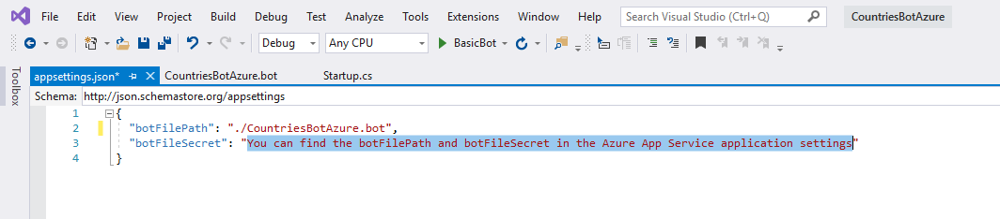 File Edit View Project Build Debug Test Analyze Tools Extensions Window Help Search Visual Studio (Ctrl+Q) CountriesBotAzure
Debug Any CPU BasicBot
Toolbox
appsettings.json* CountriesBotAzure.bot Startup.cs
Schema: http://json.schemastore.org/appsettings
1 {
2 "botFilePath": "./CountriesBotAzure.bot",
3 "botFileSecret": "You can find the botFilePath and botFileSecret in the Azure App Service application settings"
4 }